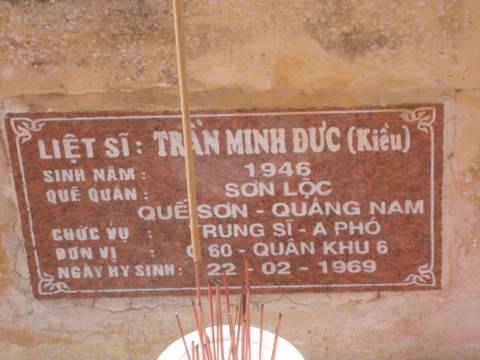 LIỆT SĨ : TRẦN MINH ĐƯC (Kiều)
SINH NĂM : 1946
QUÊ QUÁN : SƠN LỘC
QUẾ SƠN - QUẢNG NAM
CHỨC VỤ : TRUNG SĨ - A PHÓ
ĐƠN VỊ : 60 - QUÂN KHU 6
NGÀY HY SINH : 22 - 02 - 1969